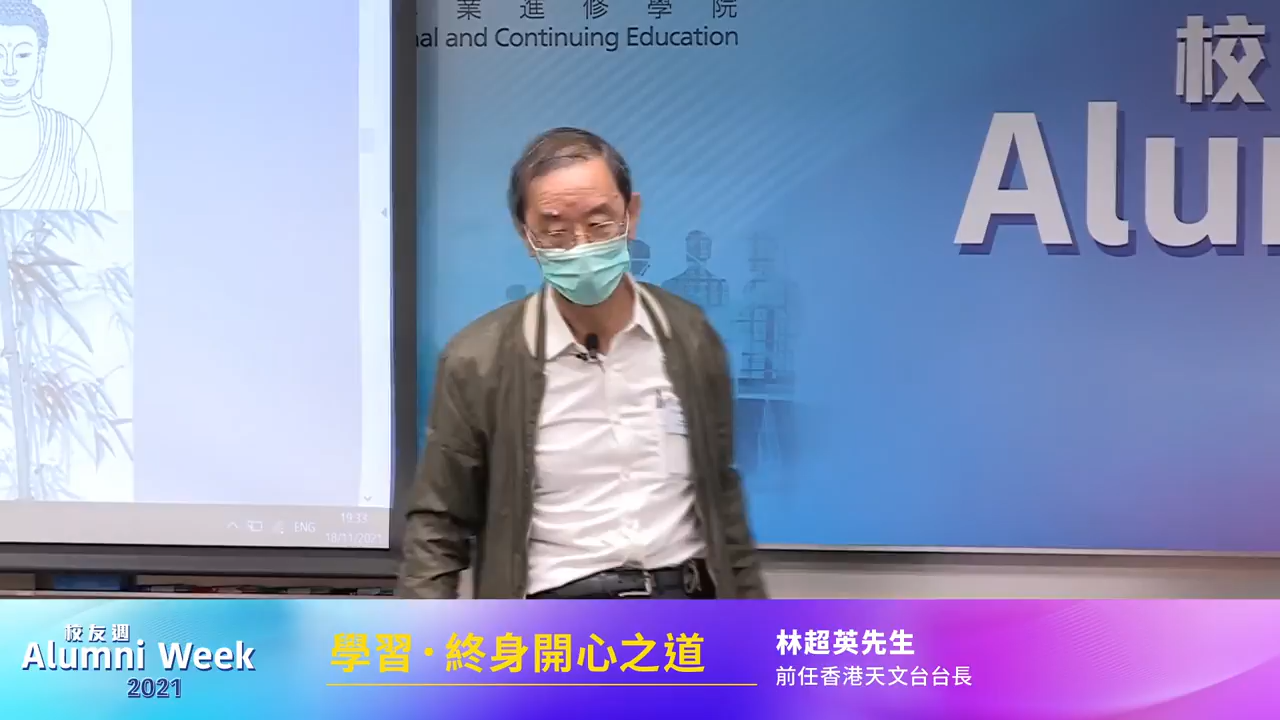 業進修學院
nal and Continuing Education
校
Alu
ENG
19:33
18/11/2021
校友週
Alumni Week
2021
學習·終身開心之道
林超英先生
前任香港天文台台長